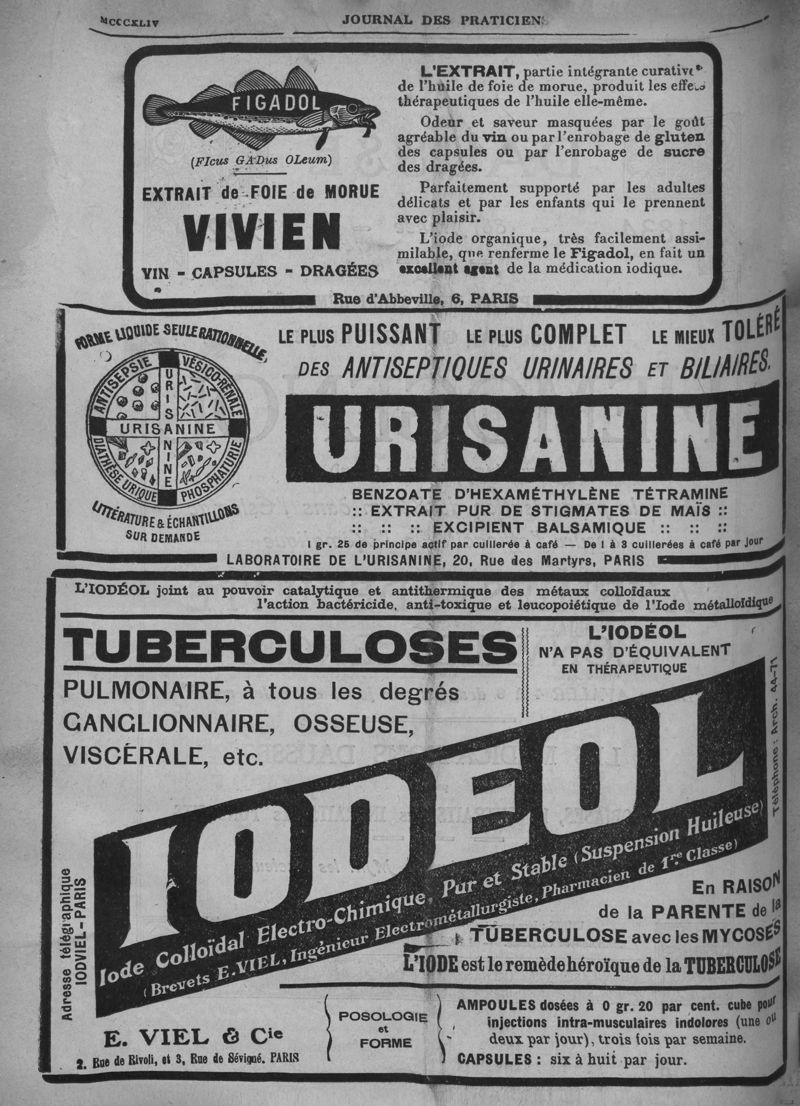 MCCCXLIV
JOURNAL DES PRATICIENS
FIGADOL
(FIcus GADus OLeum)
EXTRAIT de FOIE de MORUE
VIVIEN
VIN - CAPSULES - DRAGÉES
L'EXTRAIT, partie intégrante curative
de l'huile de foie de morue, produit les effets
thérapeutiques de l'huile elle-même.
Odeur et saveur masquées par le goût
agréable du vin ou par l'enrobage de gluten
des capsules ou par l'enrobage de sucre
des dragées.
Parfaitement supporté par les adultes
délicats et par les enfants qui le prennent
avec plaisir.
L'iode organique, très facilement assi-
milable, que renferme le Figadol, en fait un
excellent agent de la médication iodique.
Rue d'Abbeville, 6, PARIS
FORME LIQUIDE SEULE RATIONNELLE,
ANTISEPSIE VÉSICO-RÉNALE
URISANINE
URISANINE
DIATHÈSE URIQUE PHOSPHATURIE
LITTÉRATURE & ÉCHANTILLONS
SUR DEMANDE
LE PLUS PUISSANT LE PLUS COMPLET LE MIEUX TOLÉRÉ
DES ANTISEPTIQUES URINAIRES ET BILIAIRES.
URISANINE
BENZOATE D'HEXAMÉTHYLÈNE TÉTRAMINE
:: EXTRAIT PUR DE STIGMATES DE MAÏS ::
:: :: :: EXCIPIENT BALSAMIQUE :: :: ::
1 gr. 25 de principe actif par cuillerée à café — De 1 à 3 cuillerées à café par jour
LABORATOIRE DE L'URISANINE, 20, Rue des Martyrs, PARIS
L'IODÉOL joint au pouvoir catalytique et antithermique des métaux colloïdaux
l'action bactéricide, anti-toxique et leucopoiétique de l'Iode métalloïdique
TUBERCULOSES
PULMONAIRE, à tous les degrés
GANGLIONNAIRE, OSSEUSE,
VISCÉRALE, etc.
L'IODÉOL
N'A PAS D'ÉQUIVALENT
EN THÉRAPEUTIQUE
IODEOL
Iode Colloïdal Electro-Chimique, Pur et Stable (Suspension Huileuse)
(Brevets E. VIEL, Ingénieur Electrométallurgiste, Pharmacien de 1re Classe)
Téléphone : Arch. 44-71
Adresse télégraphique
IODVIEL-PARIS
En RAISON
de la PARENTE de la
TUBERCULOSE avec les MYCOSES
L'IODE est le remède héroïque de la TUBERCULOSE
E. VIEL & Cie
2, Rue de Rivoli, et 3, Rue de Sévigné. PARIS
POSOLOGIE
et
FORME
AMPOULES dosées à 0 gr. 20 par cent. cube pour
injections intra-musculaires indolores (une ou
deux par jour), trois fois par semaine.
CAPSULES : six à huit par jour.